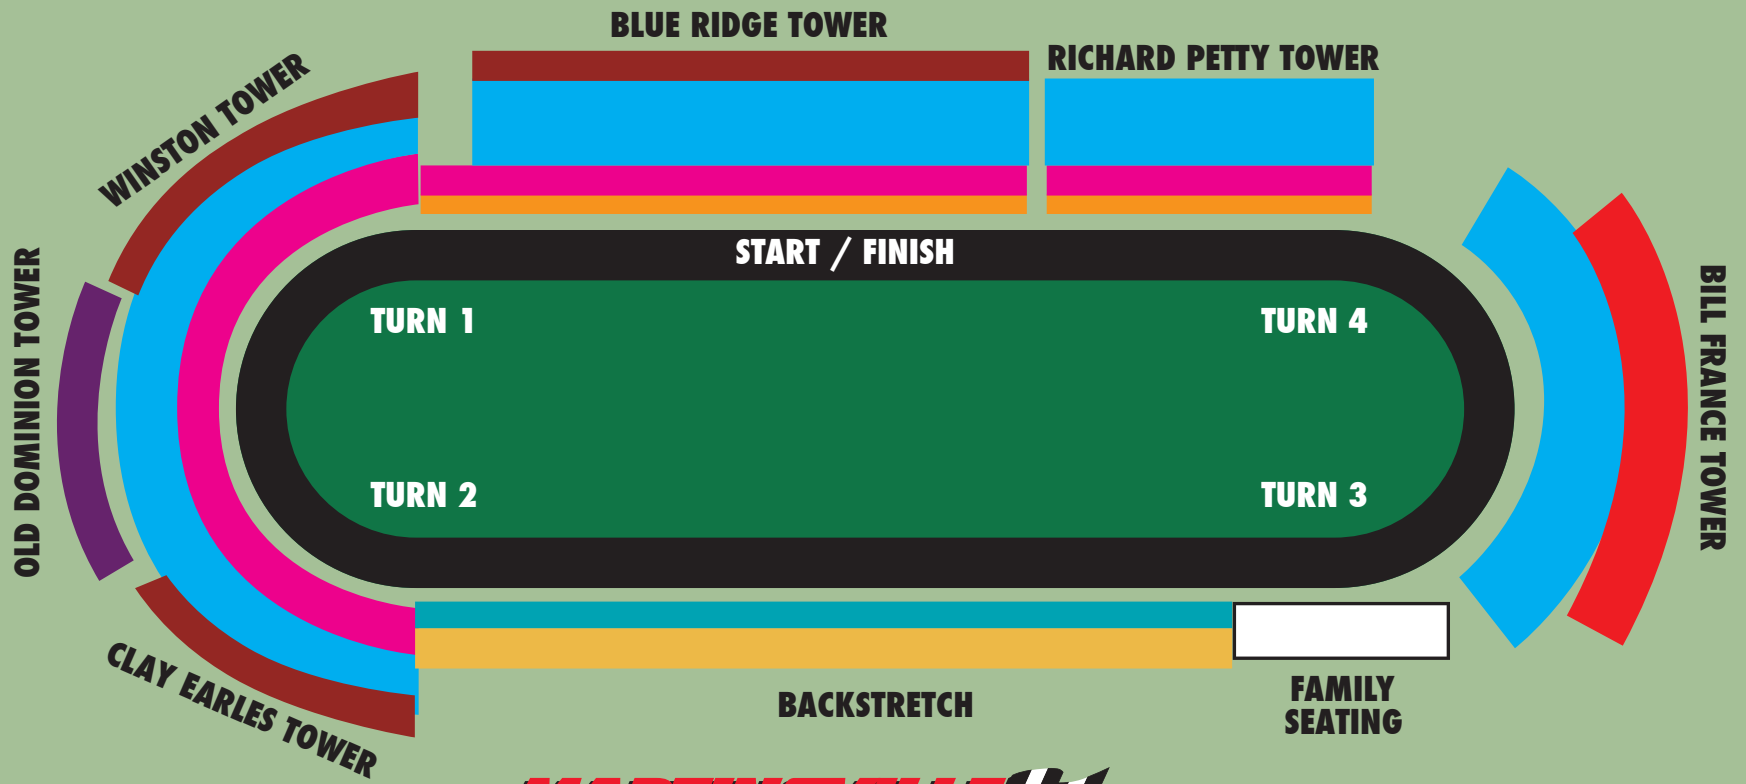 BLUE RIDGE TOWER
RICHARD PETTY TOWER
WINSTON TOWER
START / FINISH
TURN 1
TURN 4
OLD DOMINION TOWER
BILL FRANCE TOWER
TURN 2
TURN 3
CLAY EARLES TOWER
BACKSTRETCH
FAMILY
SEATING